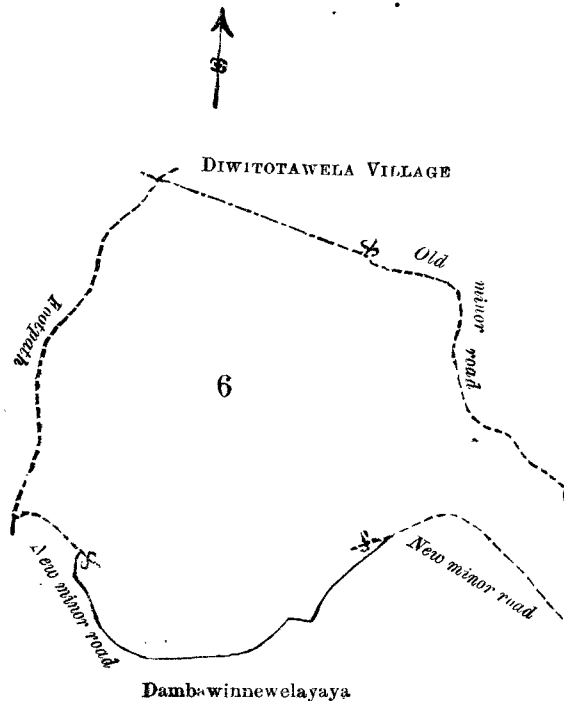 DIWITOTAWELA VILLAGE
Old minor road
Footpath
6
New minor road
New minor road
Dambawinnewelayaya